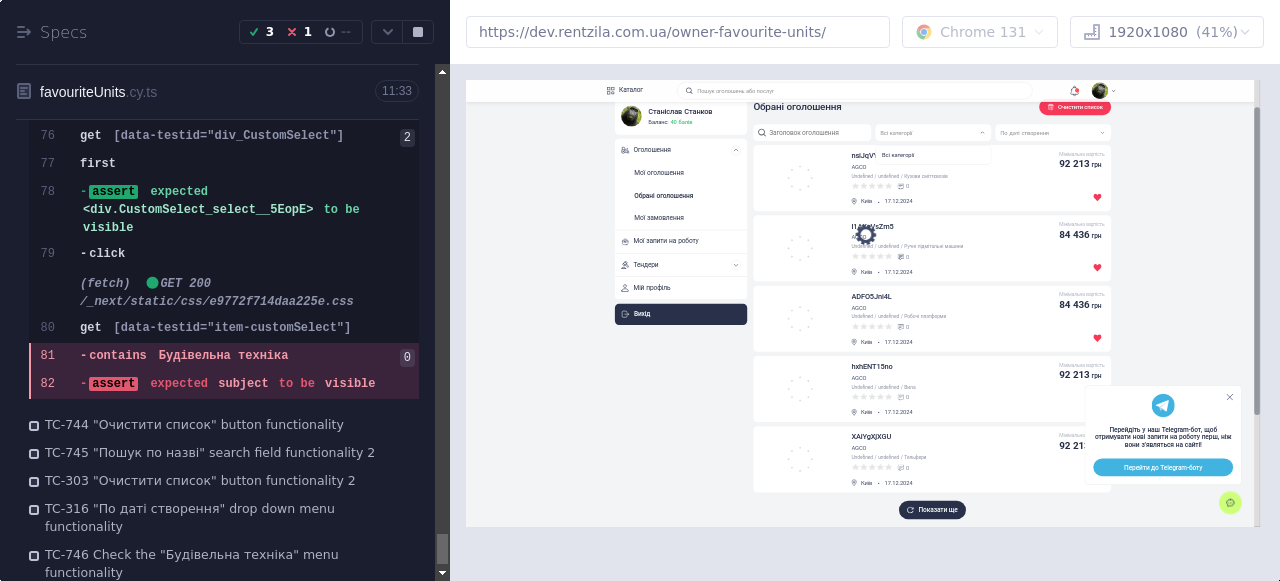 Specs
3
1
--
https://dev.rentzila.com.ua/owner-favourite-units/
Chrome 131
1920x1080 (41%)
favouriteUnits.cy.ts
11:33
76 get [data-testid="div_CustomSelect"] 2
77 first
78 -assert expected
<div.CustomSelect_select__5EopE> to be
visible
79 -click
(fetch) GET 200
/_next/static/css/e9772f714daa225e.css
80 get [data-testid="item-customSelect"]
81 -contains Будівельна техніка 0
82 -assert expected subject to be visible
TC-744 "Очистити список" button functionality
TC-745 "Пошук по назві" search field functionality 2
TC-303 "Очистити список" button functionality 2
TC-316 "По даті створення" drop down menu
functionality
TC-746 Check the "Будівельна техніка" menu
functionality
Каталог
Пошук оголошень або послуг
Станіслав Станков
Баланс: 40 балів
Оголошення
Мої оголошення
Обрані оголошення
Мої замовлення
Мої запити на роботу
Тендери
Мій профіль
Вихід
Обрані оголошення
Очистити список
Заголовок оголошення
Всі категорії
По даті створення
Всі категорії
AGCO
Undefined / undefined / Кузови сміттєвози
0
Київ • 17.12.2024
Мінімальна вартість
92 213 грн
Undefined / undefined / Ручні підмітальні машини
0
Київ • 17.12.2024
Мінімальна вартість
84 436 грн
ADFO5Jni4L
AGCO
Undefined / undefined / Робочі платформи
0
Київ • 17.12.2024
Мінімальна вартість
84 436 грн
hxhENT15no
AGCO
Undefined / undefined / Вила
0
Київ • 17.12.2024
Мінімальна вартість
92 213 грн
XAiYgXjXGU
AGCO
Undefined / undefined / Тельфери
0
Київ • 17.12.2024
92 21
Показати ще
Перейдіть у наш Telegram-бот, щоб
отримувати нові запити на роботу перш, ніж
вони з'являться на сайті!
Перейти до Telegram-боту